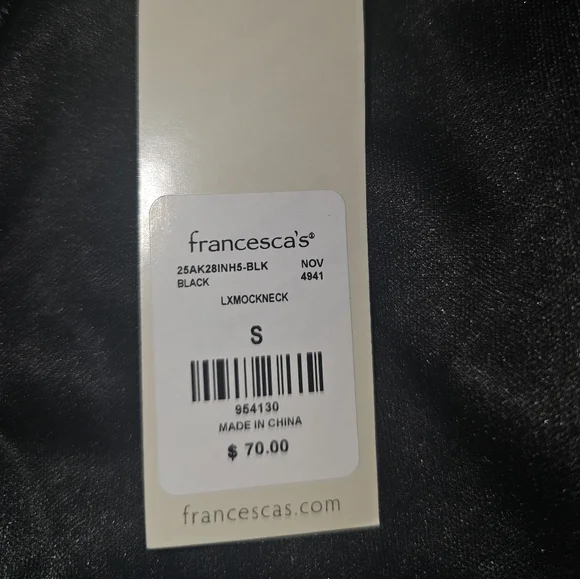 francesca's®
25AK28INH5-BLK NOV
BLACK 4941
LXMOCKNECK
S
954130
MADE IN CHINA
$ 70.00
francescas.com